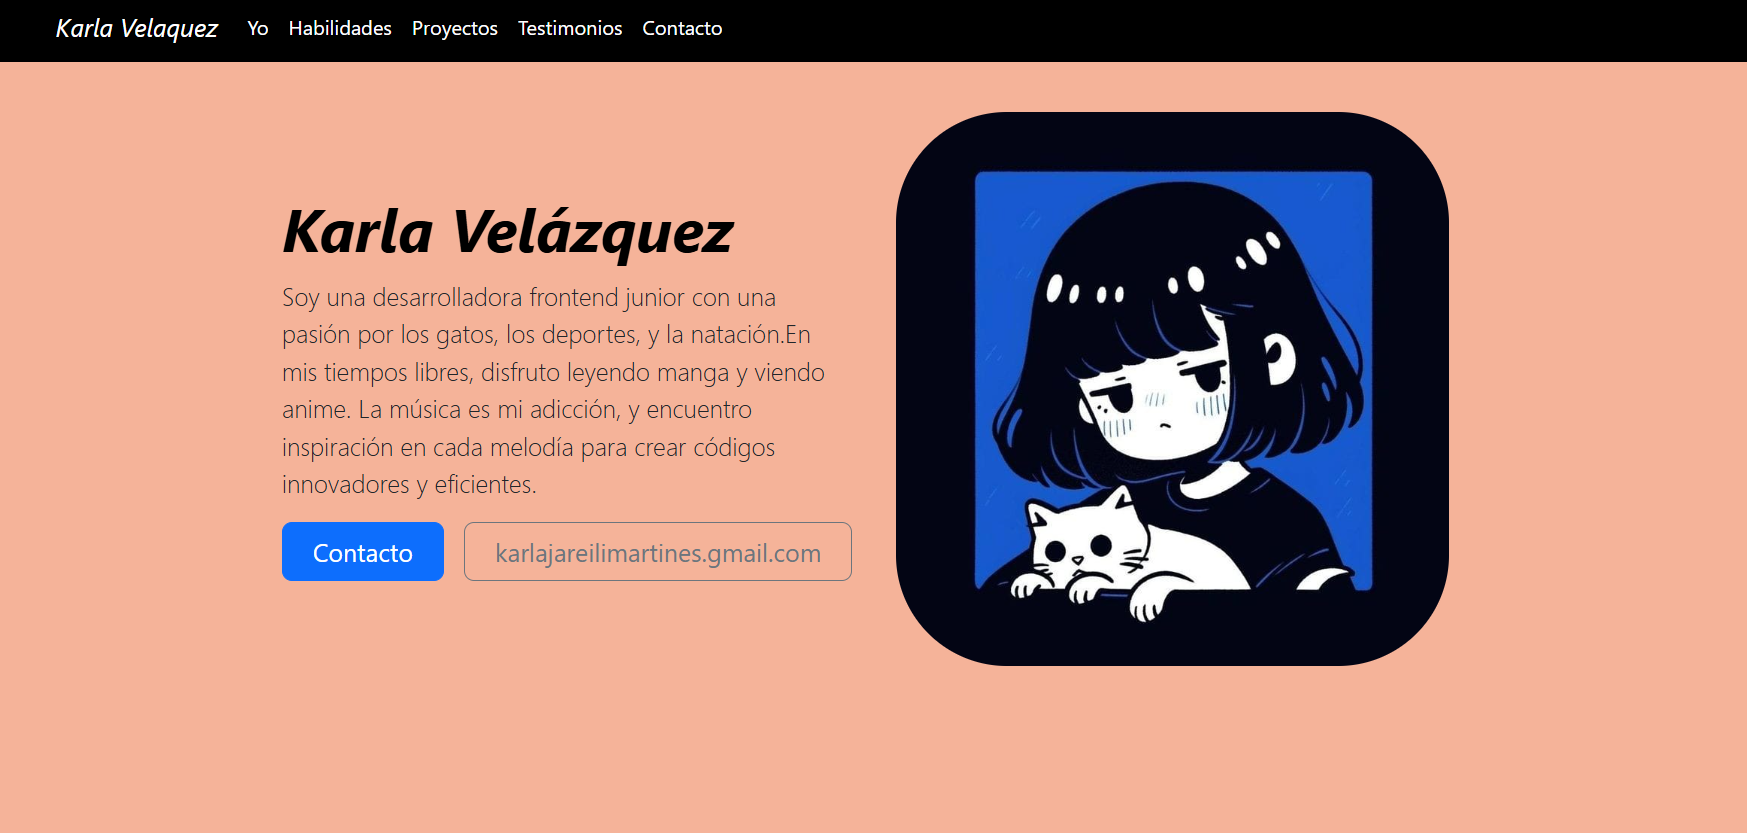 Karla Velaquez Yo Habilidades Proyectos Testimonios Contacto
Karla Velázquez
Soy una desarrolladora frontend junior con una
pasión por los gatos, los deportes, y la natación.En
mis tiempos libres, disfruto leyendo manga y viendo
anime. La música es mi adicción, y encuentro
inspiración en cada melodía para crear códigos
innovadores y eficientes.
Contacto karlajareilimartines.gmail.com